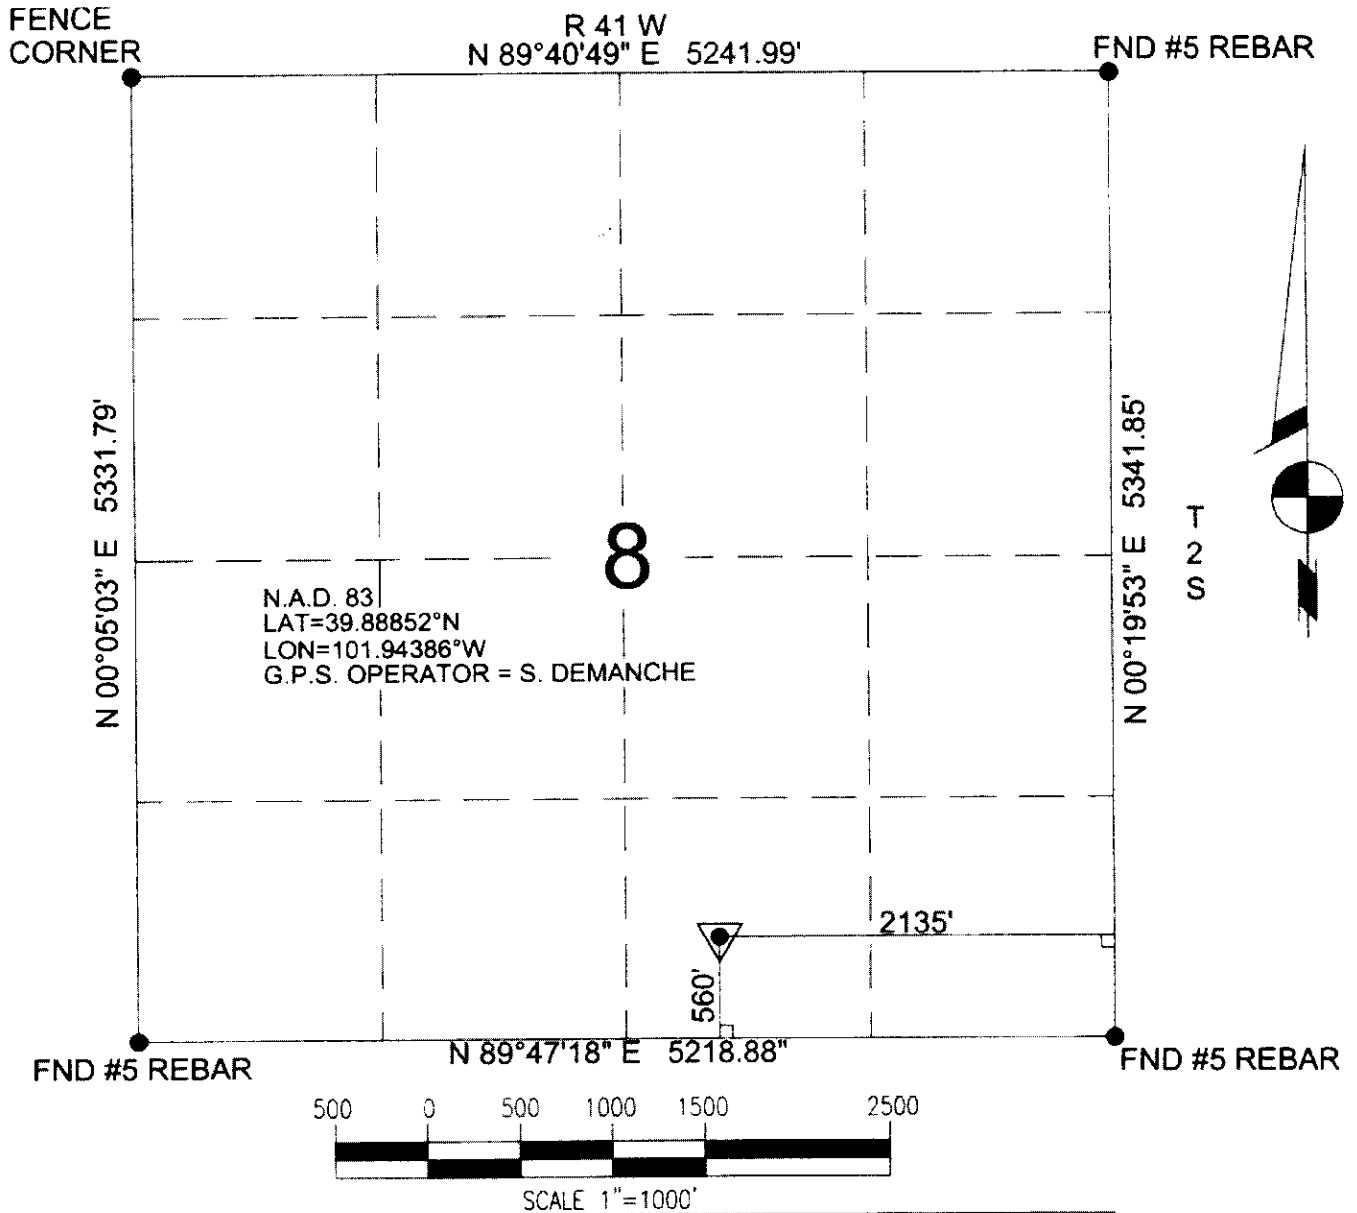 FENCE
CORNER
R 41 W
N 89°40'49" E 5241.99'
FND #5 REBAR
N 00°05'03" E 5331.79'
N 00°19'53" E 5341.85'
T
2
S
8
N.A.D. 83
LAT=39.88852°N
LON=101.94386°W
G.P.S. OPERATOR = S. DEMANCHE
2135'
560'
N 89°47'18" E 5218.88"
FND #5 REBAR
FND #5 REBAR
500 0 500 1000 1500 2500
SCALE 1"=1000'